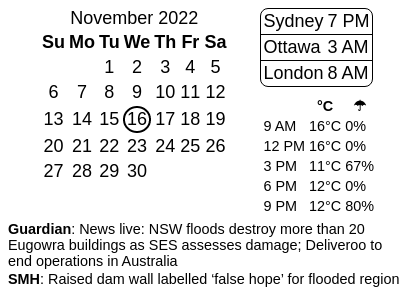 November 2022
Su Mo Tu We Th Fr Sa
1 2 3 4 5
6 7 8 9 10 11 12
13 14 15 16 17 18 19
20 21 22 23 24 25 26
27 28 29 30
Sydney 7 PM
Ottawa 3 AM
London 8 AM
°C ☂
9 AM 16°C 0%
12 PM 16°C 0%
3 PM 11°C 67%
6 PM 12°C 0%
9 PM 12°C 80%
Guardian: News live: NSW floods destroy more than 20
Eugowra buildings as SES assesses damage; Deliveroo to
end operations in Australia
SMH: Raised dam wall labelled ‘false hope’ for flooded region